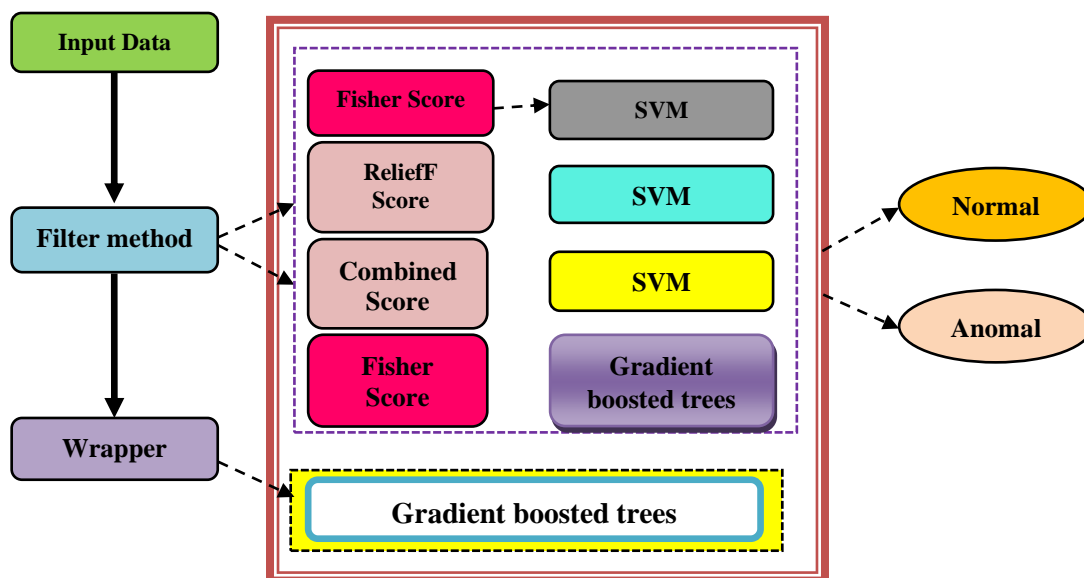 Input Data
Filter method
Wrapper
Fisher Score
SVM
ReliefF
Score
SVM
Combined
Score
SVM
Fisher
Score
Gradient
boosted trees
Gradient boosted trees
Normal
Anomal